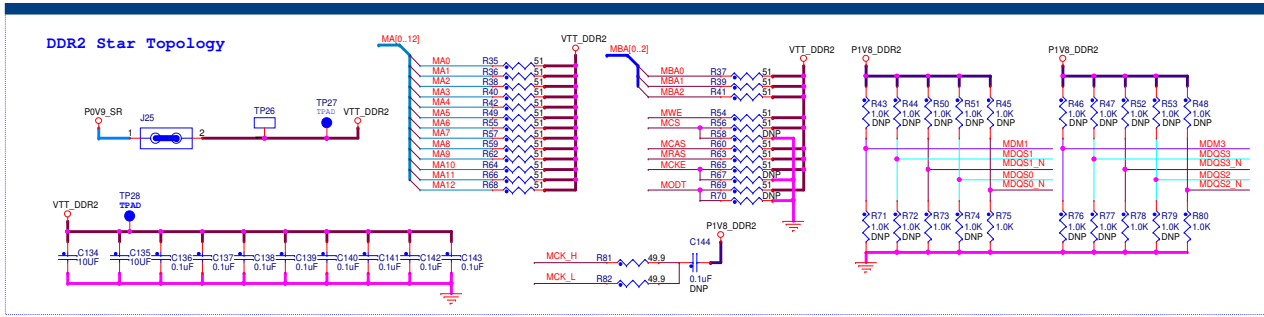 DDR2 Star Topology
P0V9_SR
J25
1
2
TP26
TP27
TPAD
VTT_DDR2
VTT_DDR2
TP28
TPAD
C134
10UF
C135
10UF
C136
0.1uF
C137
0.1uF
C138
0.1uF
C139
0.1uF
C140
0.1uF
C141
0.1uF
C142
0.1uF
C143
0.1uF
MA[0..12]
VTT_DDR2
MA0 R35 51
MA1 R36 51
MA2 R38 51
MA3 R40 51
MA4 R42 51
MA5 R49 51
MA6 R55 51
MA7 R57 51
MA8 R59 51
MA9 R62 51
MA10 R64 51
MA11 R66 51
MA12 R68 51
MBA[0..2]
VTT_DDR2
MBA0 R37 51
MBA1 R39 51
MBA2 R41 51
MWE R54 51
MCS R56 51
R58 DNP
MCAS R60 51
MRAS R63 51
MCKE R65 51
R67 DNP
MODT R69 51
R70 DNP
P1V8_DDR2
MCK_H R81 49.9
MCK_L R82 49.9
C144
0.1uF
DNP
P1V8_DDR2
R43 R44 R50 R51 R45
1.0K 1.0K 1.0K 1.0K 1.0K
DNP DNP
MDM1
MDQS1
MDQS1_N
MDQS0
MDQS0_N
R71 R72 R73 R74 R75
1.0K 1.0K 1.0K 1.0K 1.0K
DNP DNP
P1V8_DDR2
R46 R47 R52 R53 R48
1.0K 1.0K 1.0K 1.0K 1.0K
DNP DNP
MDM3
MDQS3
MDQS3_N
MDQS2
MDQS2_N
R76 R77 R78 R79 R80
1.0K 1.0K 1.0K 1.0K 1.0K
DNP DNP